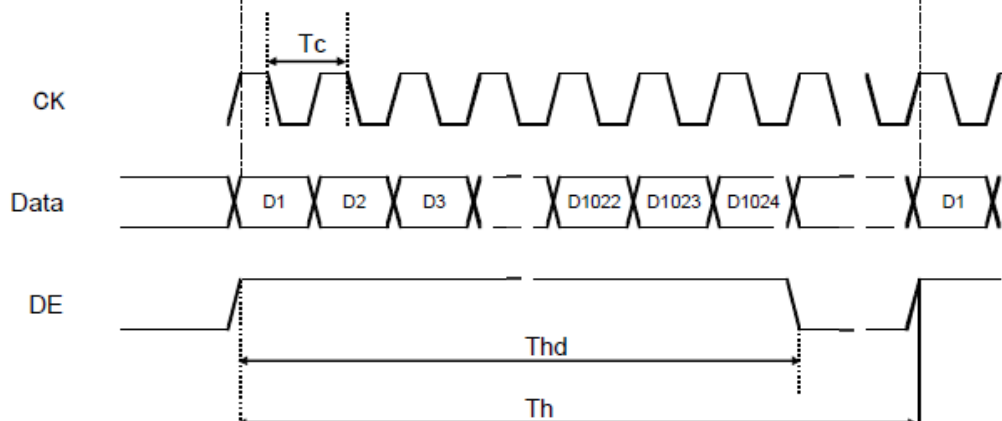 Tc
CK
Data D1 D2 D3 D1022 D1023 D1024 D1
DE
Thd
Th